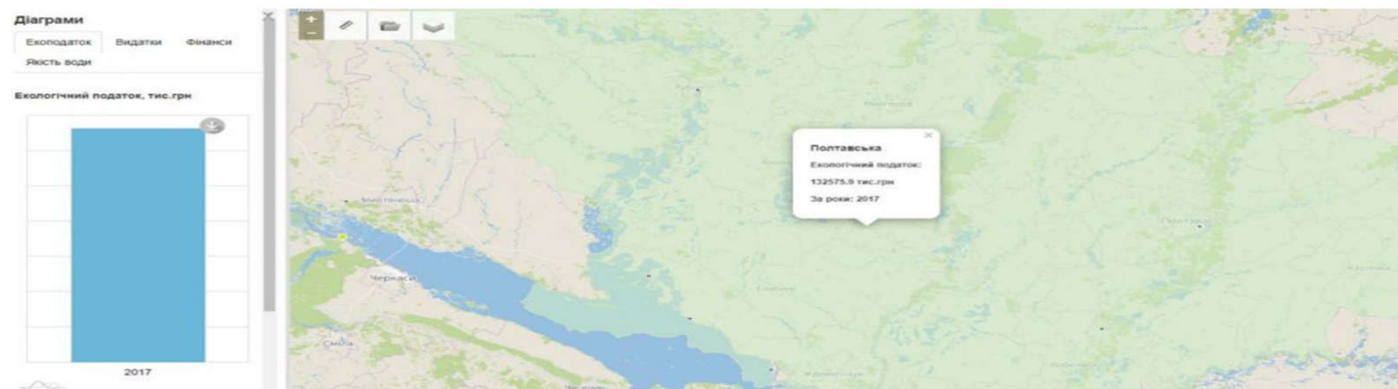 Діаграми
Екоподаток Видатки Фінанси
Якість води
Екологічний податок, тис.грн
2017
+
−
Полтавська
Екологічний податок:
132575.9 тис.грн
За роки: 2017
Черкаси
Сміла